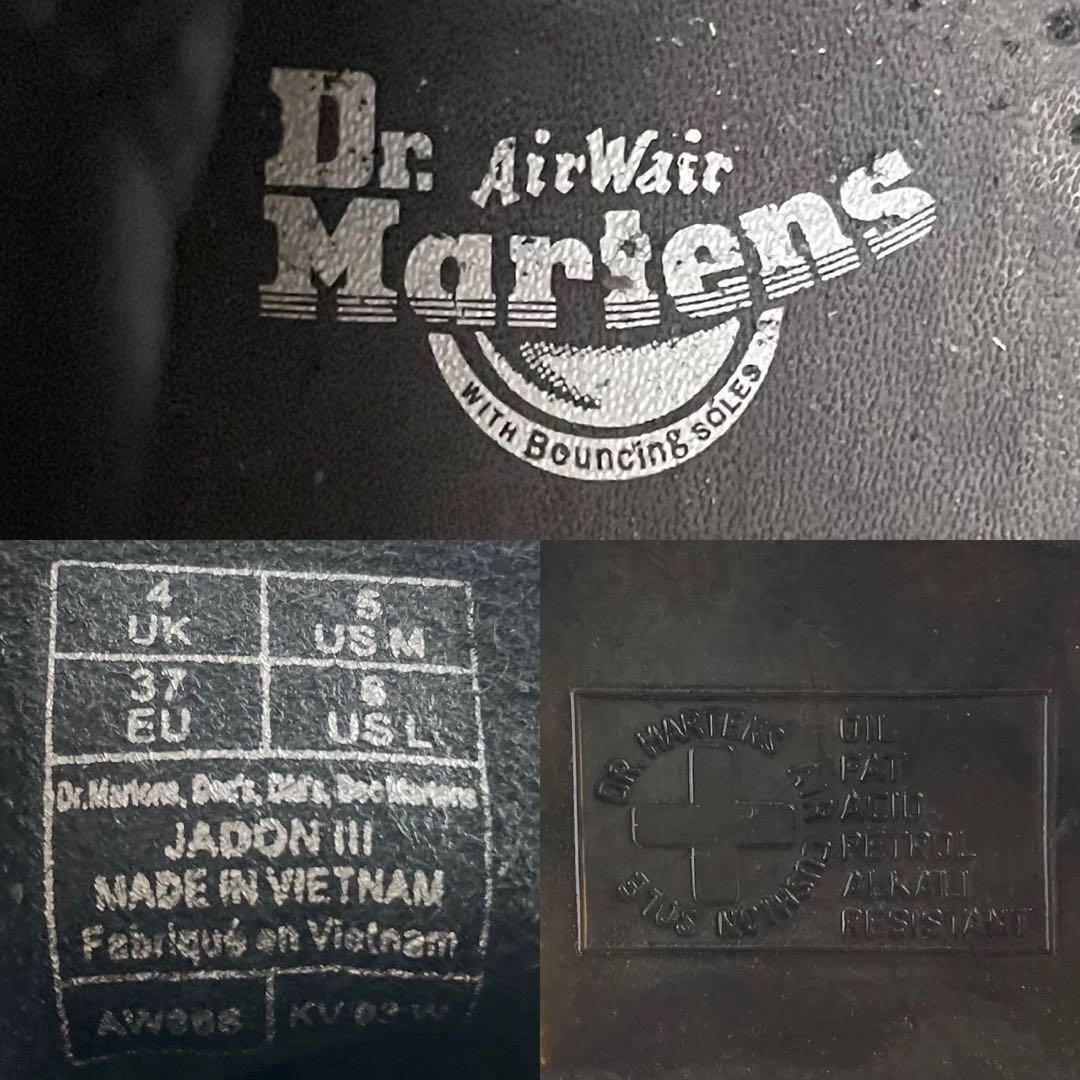 Dr. AirWair
Martens
WITH Bouncing SOLES
4 UK
5 US M
37 EU
6 US L
Dr. Martens, Doc's, DM's, Doc Martens
JADON III
MADE IN VIETNAM
Fabriqué en Vietnam
DR. MARTENS AIR CUSHION SOLE
OIL
FAT
ACID
PETROL
ALKALI
RESISTANT